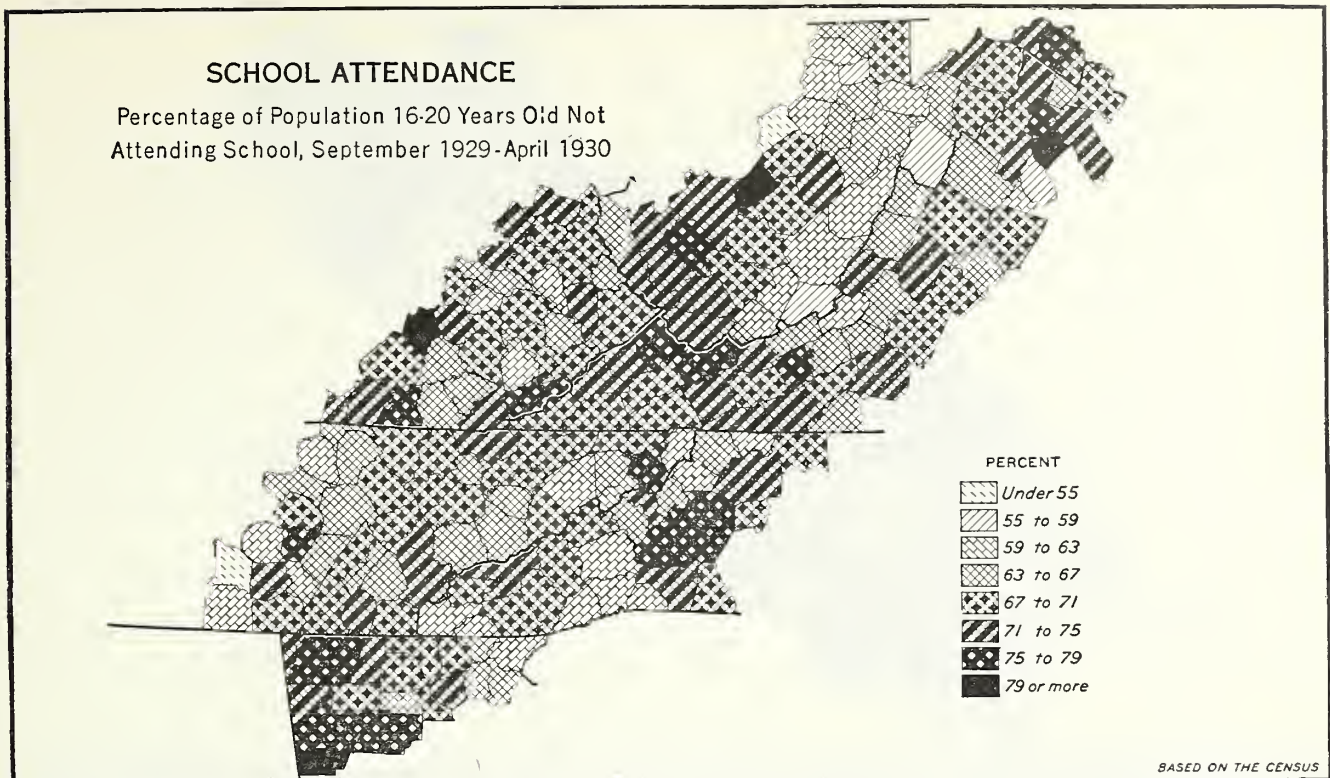 SCHOOL ATTENDANCE
Percentage of Population 16-20 Years Old Not
Attending School, September 1929-April 1930
PERCENT
Under 55
55 to 59
59 to 63
63 to 67
67 to 71
71 to 75
75 to 79
79 or more
BASED ON THE CENSUS